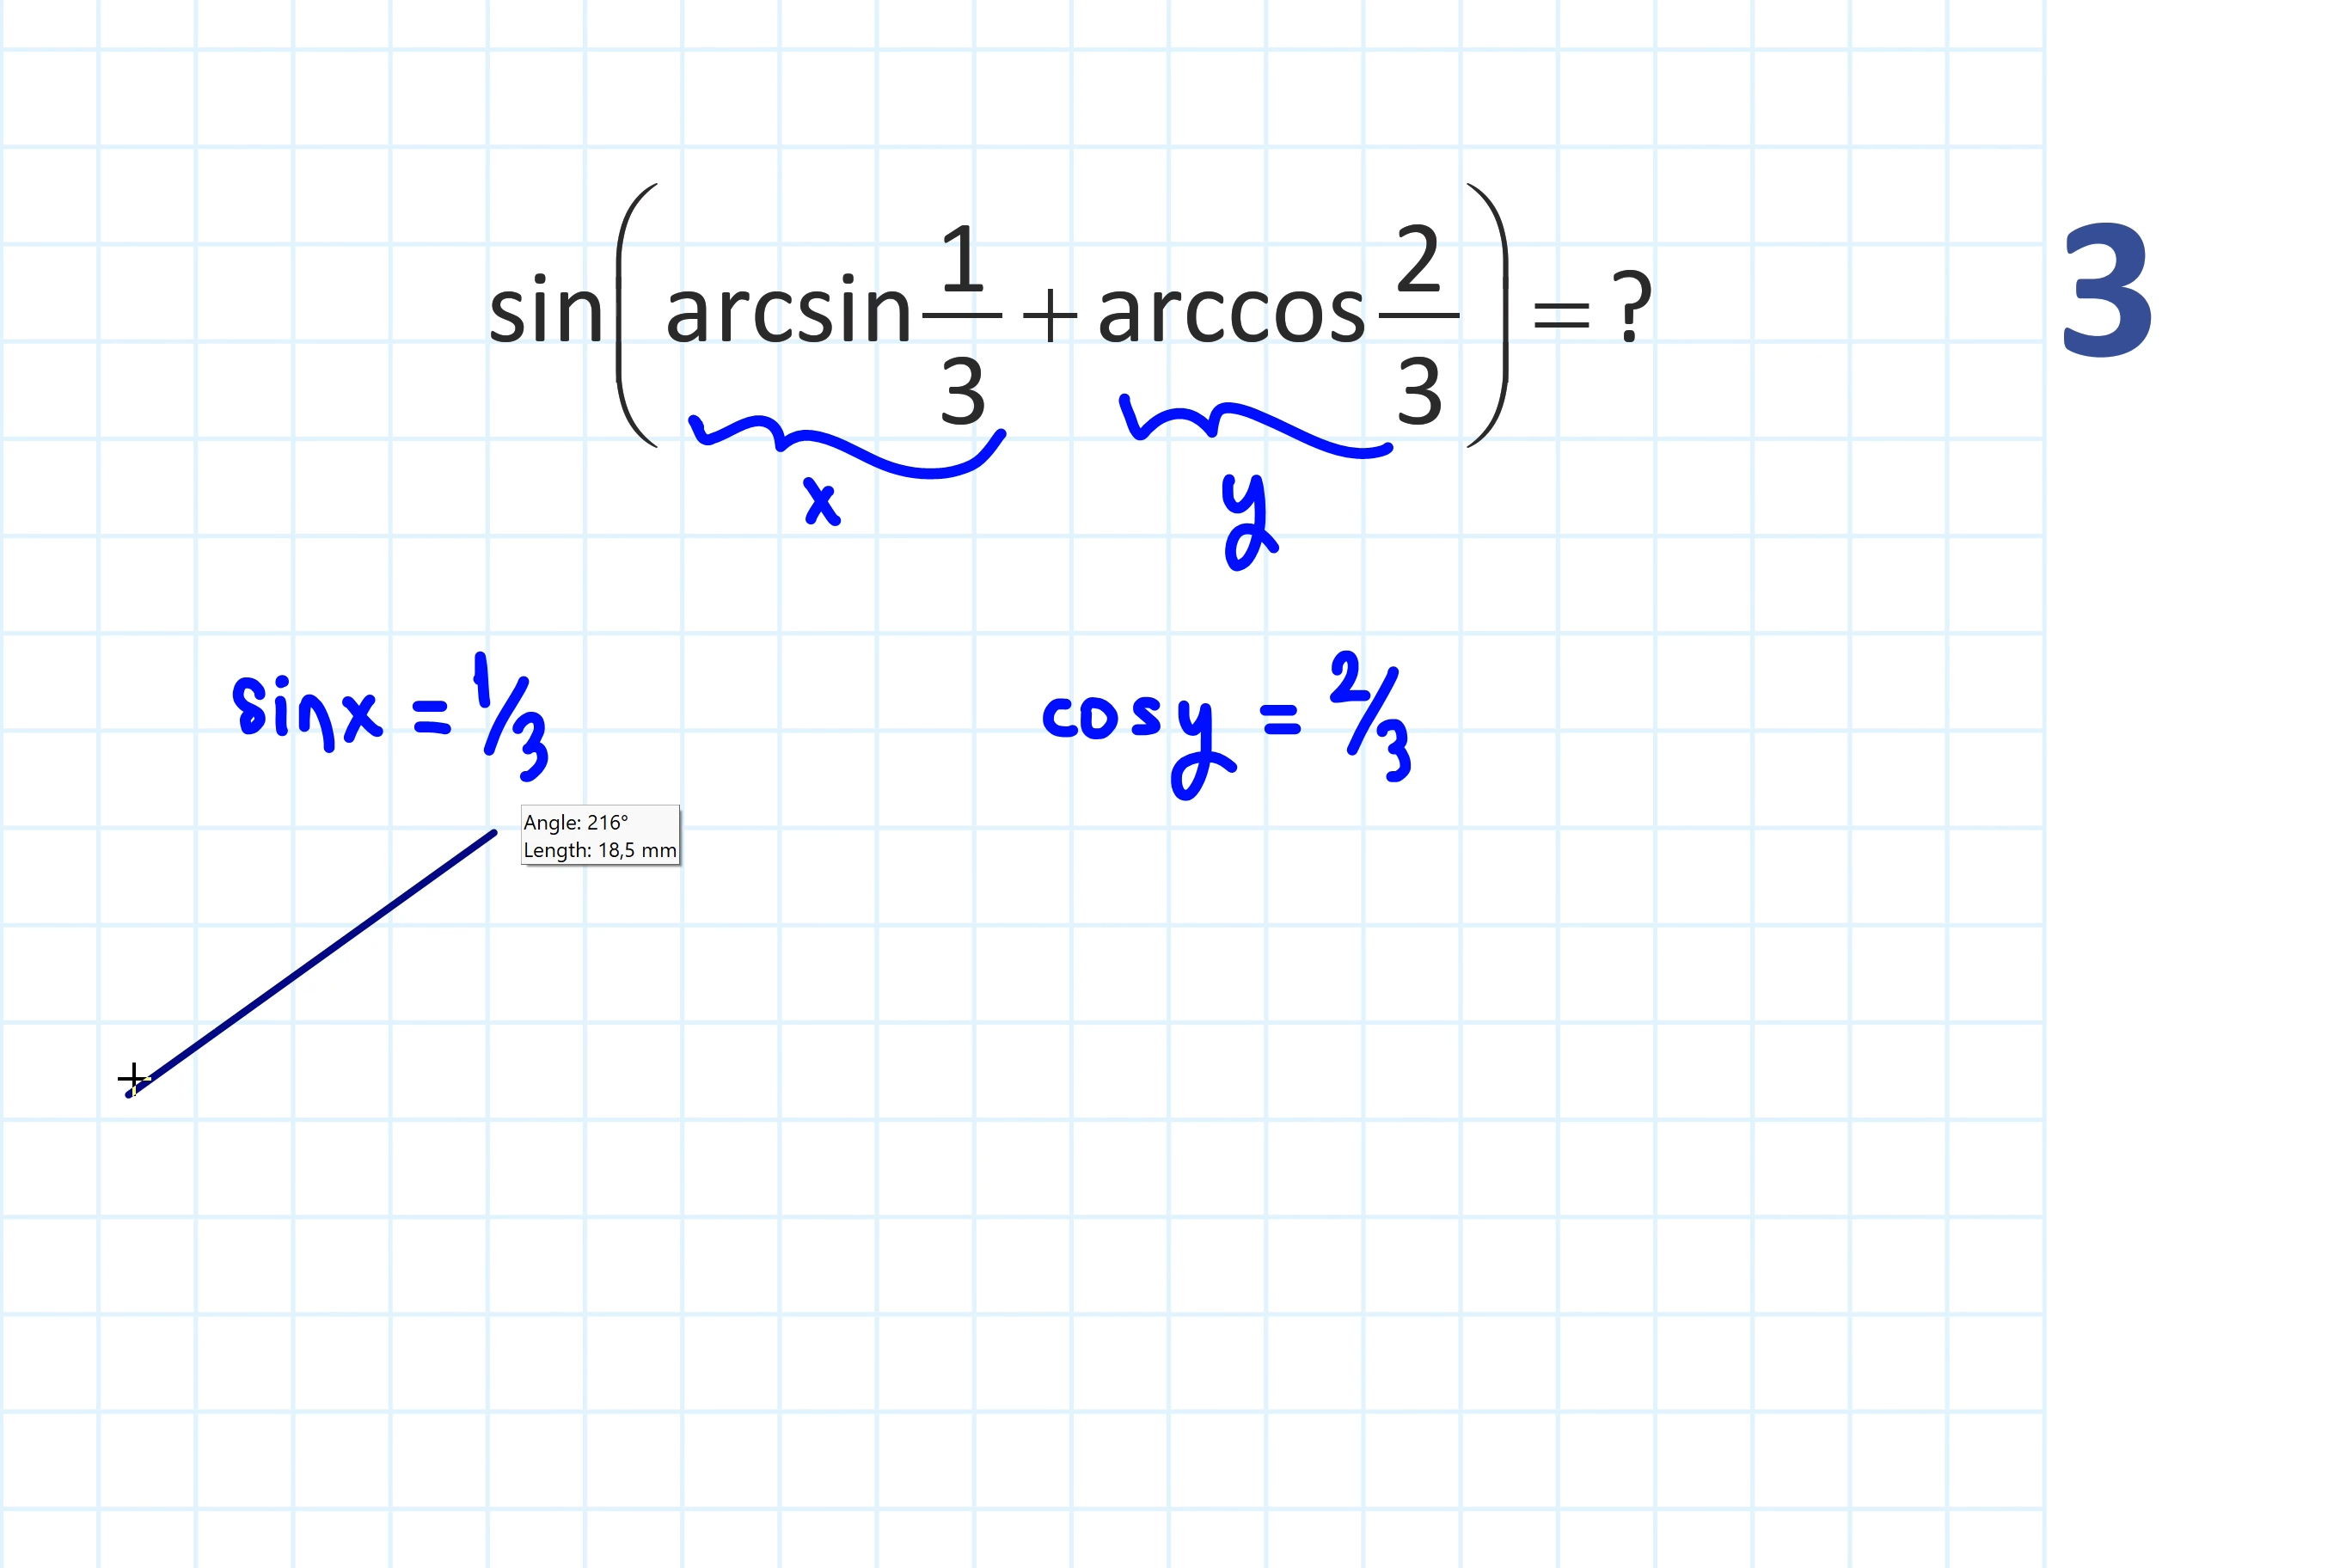 sin(arcsin 1/3 + arccos 2/3) = ?
3
x y
sinx = 1/3 cosy = 2/3
Angle: 216°
Length: 18,5 mm